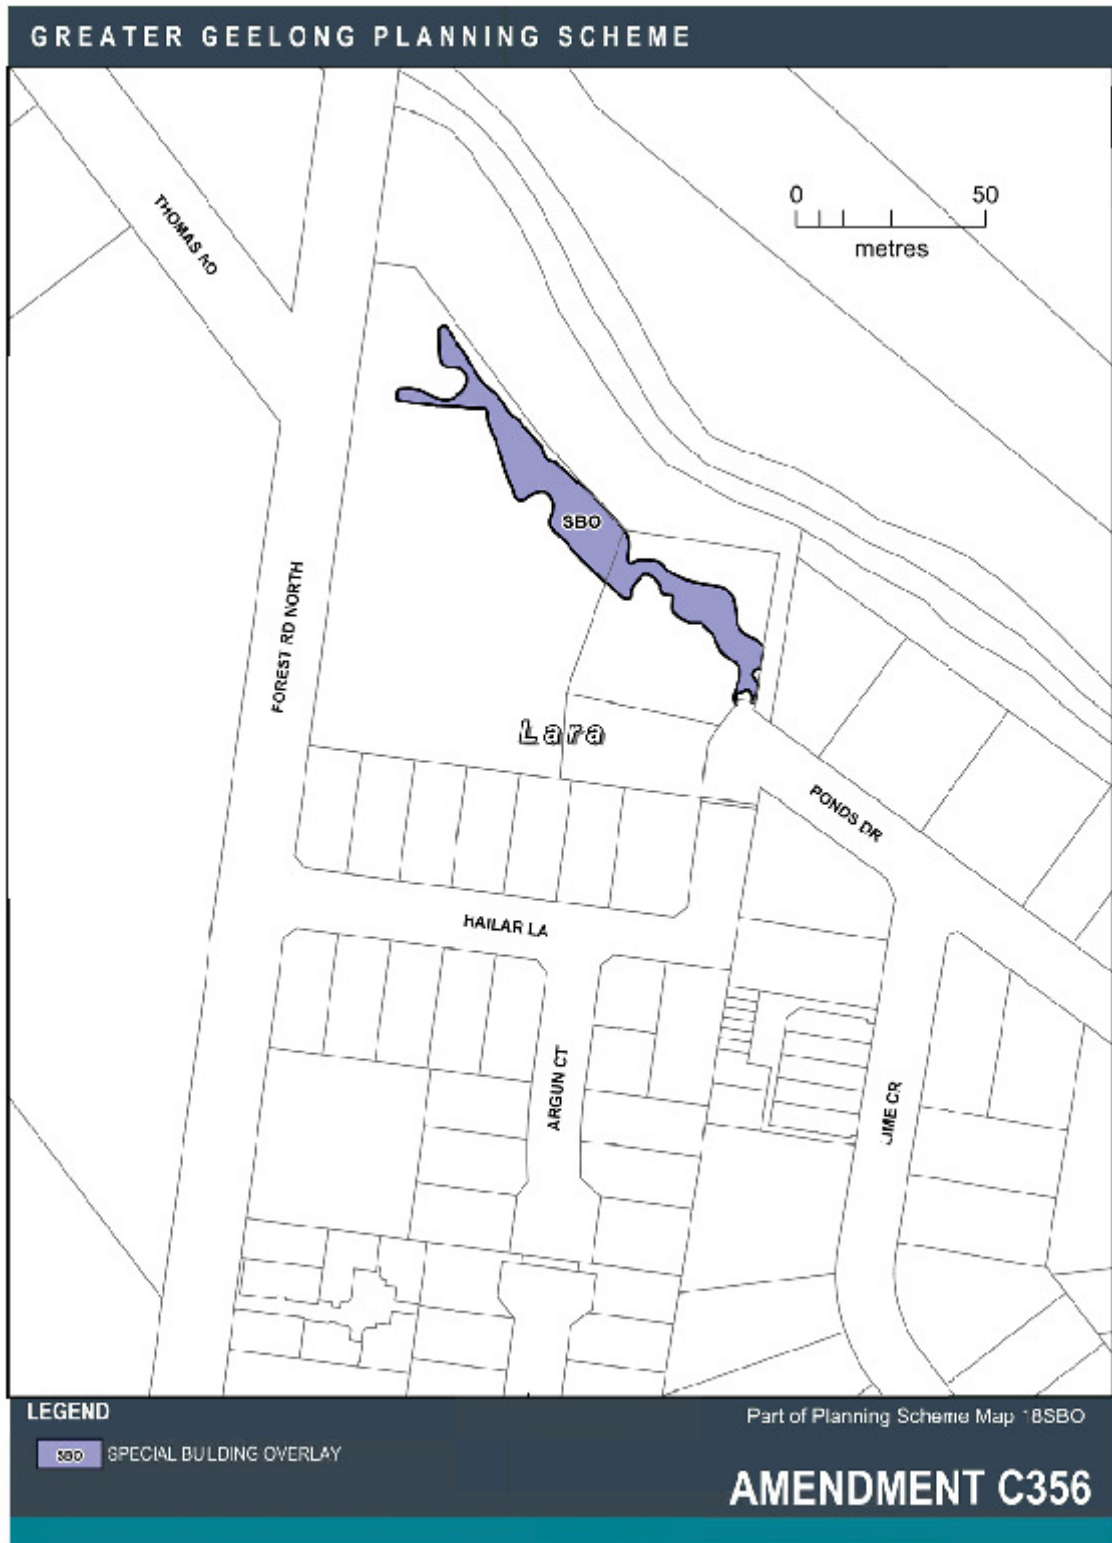 GREATER GEELONG PLANNING SCHEME
0 50
metres
THOMAS RD
SBO
FOREST RD NORTH
Lara
PONDS DR
HAILAR LA
ARGUN CT
CR
LEGEND
Part of Planning Scheme Map 18SBO
SBO SPECIAL BUILDING OVERLAY
AMENDMENT C356